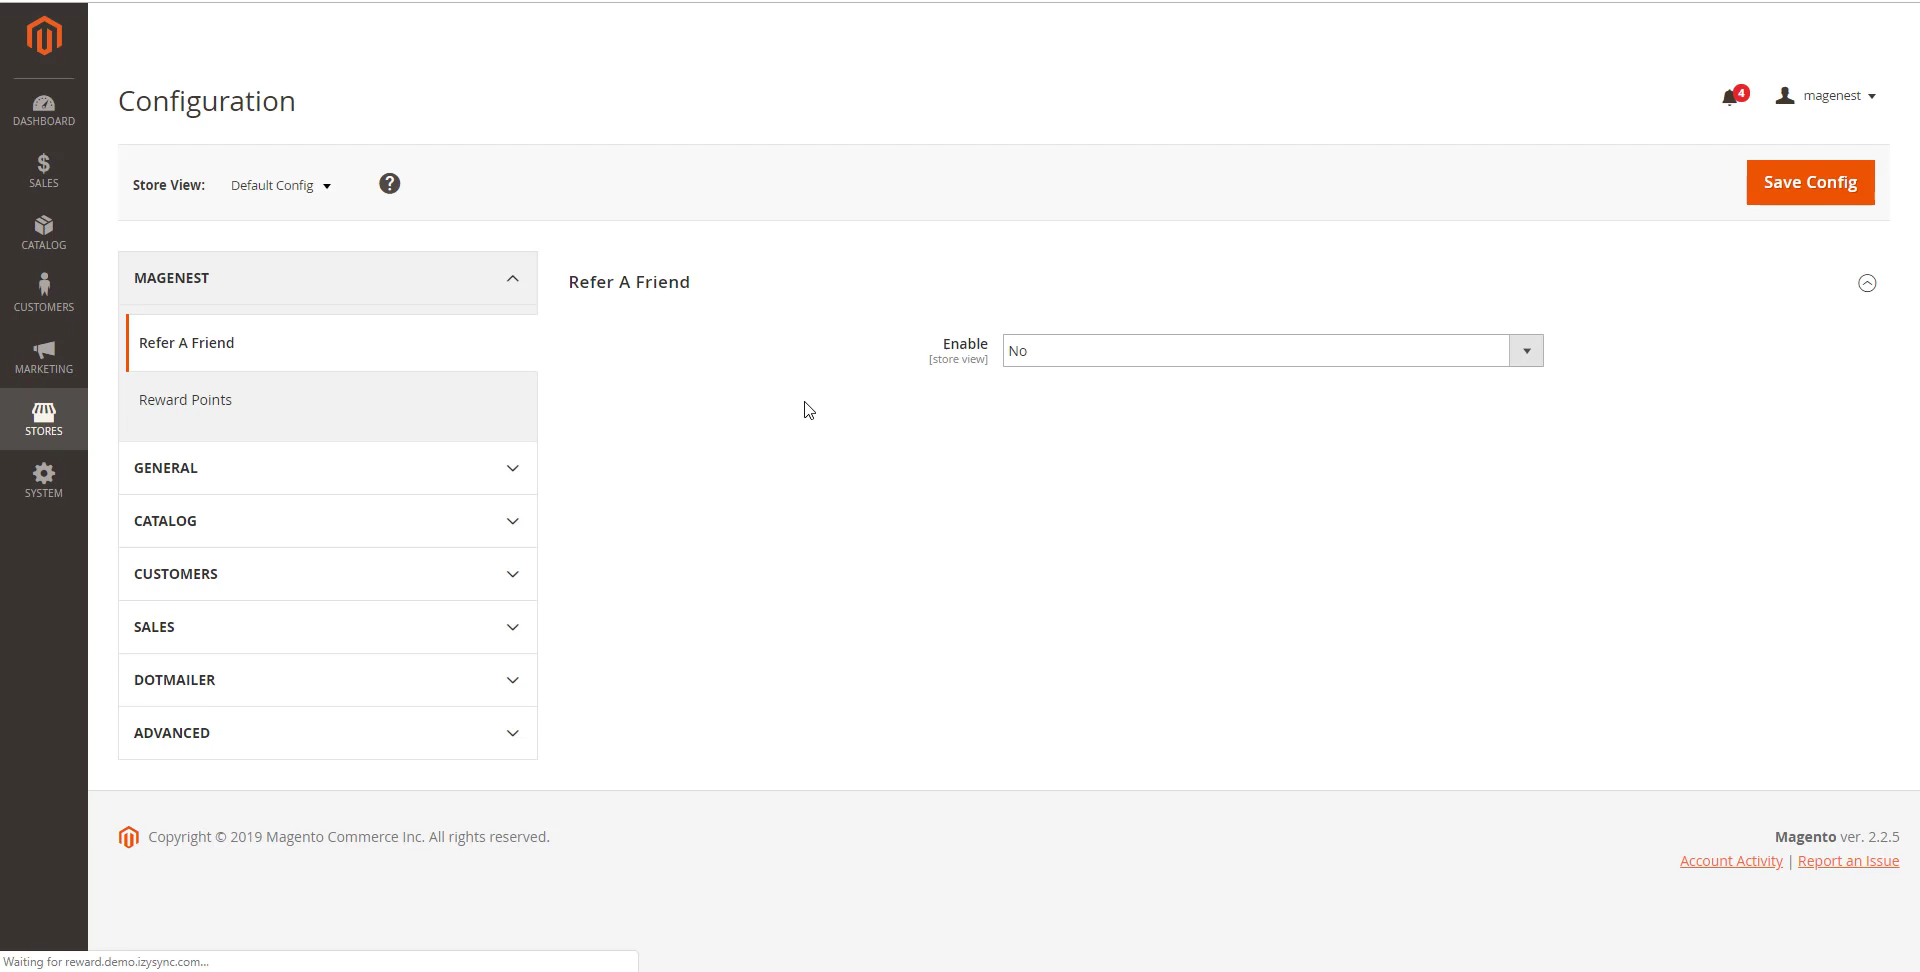 DASHBOARD
SALES
CATALOG
CUSTOMERS
MARKETING
STORES
SYSTEM
Configuration
4
magenest
Store View:
Default Config
?
Save Config
MAGENEST
Refer A Friend
Reward Points
GENERAL
CATALOG
CUSTOMERS
SALES
DOTMAILER
ADVANCED
Refer A Friend
Enable
[store view]
No
Copyright © 2019 Magento Commerce Inc. All rights reserved.
Magento ver. 2.2.5
Account Activity | Report an Issue
Waiting for reward.demo.izysync.com...